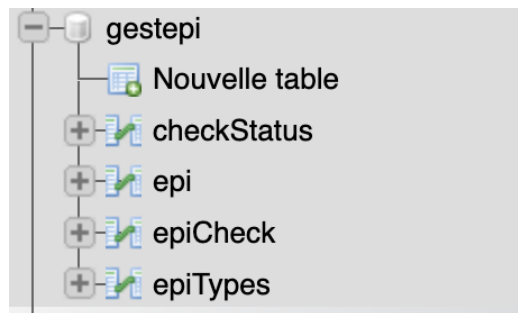 gestepi
Nouvelle table
checkStatus
epi
epiCheck
epiTypes